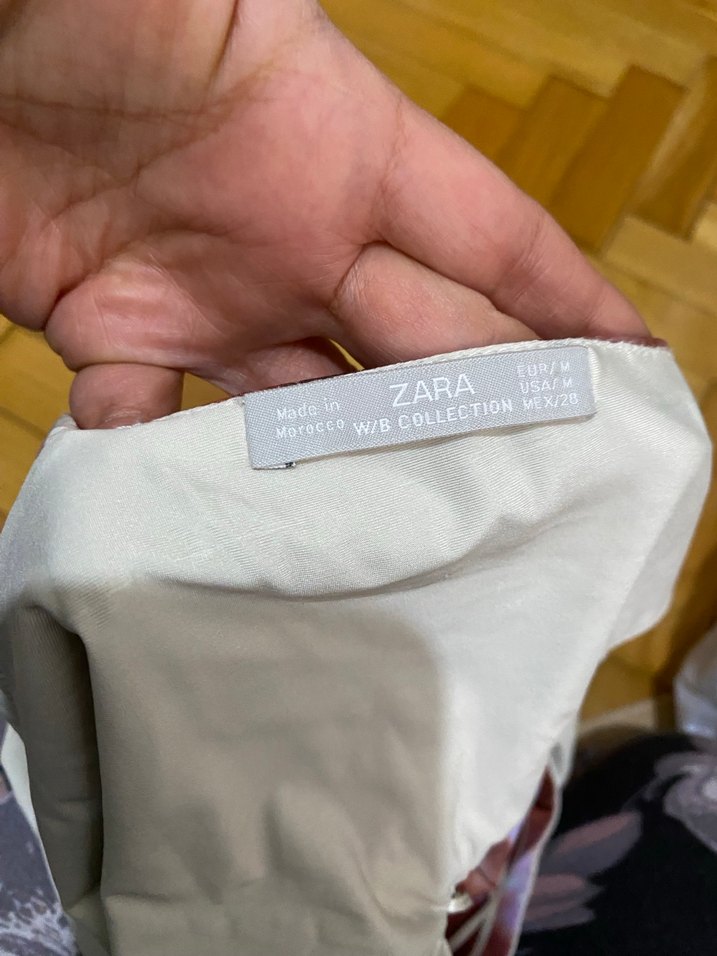 Made in
Morocco
ZARA
W/B COLLECTION
EUR/M
USA/M
MEX/28